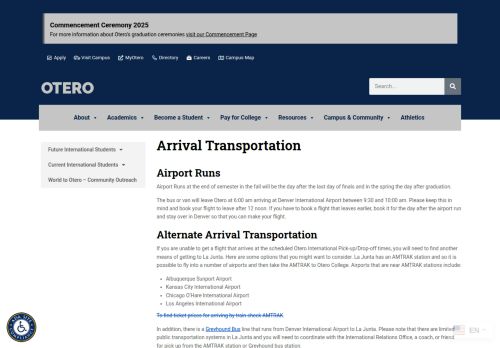 Commencement Ceremony 2025
For more information about Otero's graduation ceremonies visit our Commencement Page
Apply Visit Campus MyOtero Directory Careers Campus Map
OTERO
Search...
About Academics Become a Student Pay for College Resources Campus & Community Athletics
Future International Students
Current International Students
World to Otero – Community Outreach
Arrival Transportation
Airport Runs
Airport Runs at the end of semester in the fall will be the day after the last day of finals and in the spring the day after graduation.
The bus or van will leave Otero at 6:00 am arriving at Denver International Airport between 9:30 and 10:00 am. Please keep this in
mind and book your flight to leave after 12 noon. If you have to book a flight that leaves earlier, book it for the day after the airport run
and stay over in Denver so that you can make your flight.
Alternate Arrival Transportation
If you are unable to get a flight that arrives at the scheduled Otero International Pick-up/Drop-off times, you will need to find another
means of getting to La Junta. Here are some options that you might want to consider. La Junta has an AMTRAK station and so it is
possible to fly into a number of airports and then take the AMTRAK to Otero College. Airports that are near AMTRAK stations include:
Albuquerque Sunport Airport
Kansas City International Airport
Chicago O'Hare International Airport
Los Angeles International Airport
To find ticket prices for arriving by train check AMTRAK
In addition, there is a Greyhound Bus line that runs from Denver International Airport to La Junta. Please note that there are limited
public transportation systems in La Junta and you will need to coordinate with the International Relations Office, a coach, or friend
for pick up from the AMTRAK station or Greyhound bus station.
EN